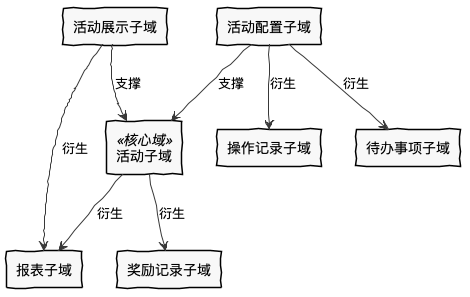 活动展示子域
活动配置子域
支撑
支撑
衍生
衍生
«核心域»
活动子域
操作记录子域
待办事项子域
衍生
衍生
衍生
报表子域
奖励记录子域